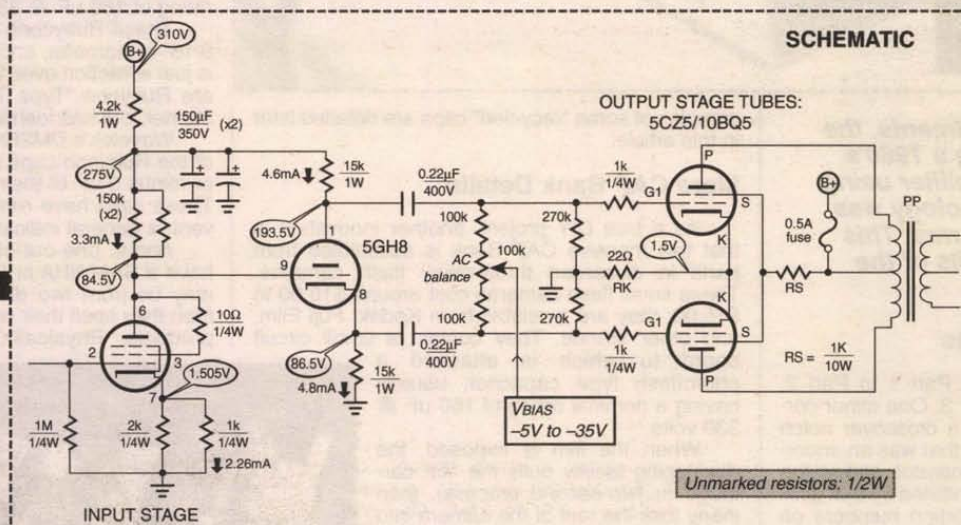 SCHEMATIC
310V
B+
4.2k
1W
150µF
350V
(x2)
275V
150k
(x2)
3.3mA
84.5V
6
2
3
7
10Ω
1/4W
1.505V
1M
1/4W
2k
1/4W
1k
1/4W
2.26mA
INPUT STAGE
4.6mA
15k
1W
193.5V
5GH8
9
8
86.5V
4.8mA
15k
1W
0.22µF
400V
0.22µF
400V
100k
100k
AC
balance
100k
270k
270k
VBIAS
–5V to –35V
OUTPUT STAGE TUBES:
5CZ5/10BQ5
1k
1/4W
G1
P
S
K
1.5V
22Ω
RK
K
G1
S
P
1k
1/4W
B+
0.5A
fuse
RS
PP
RS = 1K
10W
Unmarked resistors: 1/2W